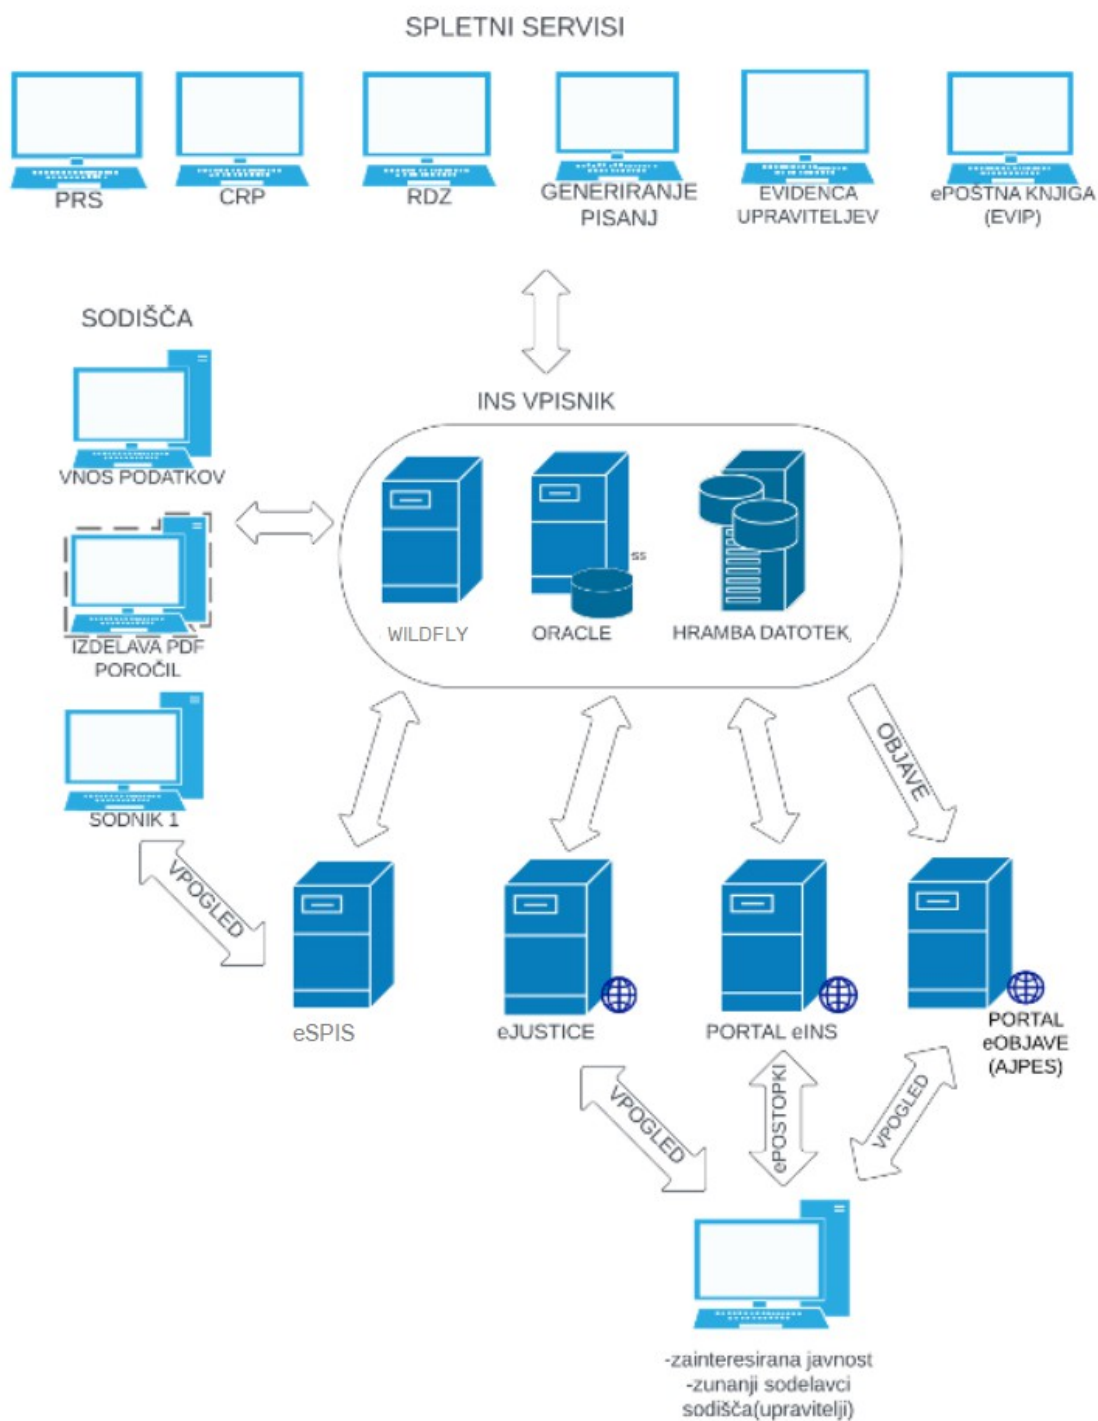 SPLETNI SERVISI
PRS
CRP
RDZ
GENERIRANJE
PISANJ
EVIDENCA
UPRAVITELJEV
ePOŠTNA KNJIGA
(EVIP)
SODIŠČA
VNOS PODATKOV
IZDELAVA PDF
POROČIL
SODNIK 1
INS VPISNIK
WILDFLY
ss
ORACLE
HRAMBA DATOTEK,
OBJAVE
VPOGLED
eSPIS
eJUSTICE
PORTAL eINS
PORTAL
eOBJAVE
(AJPES)
VPOGLED
ePOSTOPKI
VPOGLED
-zainteresirana javnost
-zunanji sodelavci
sodišča(upravitelji)